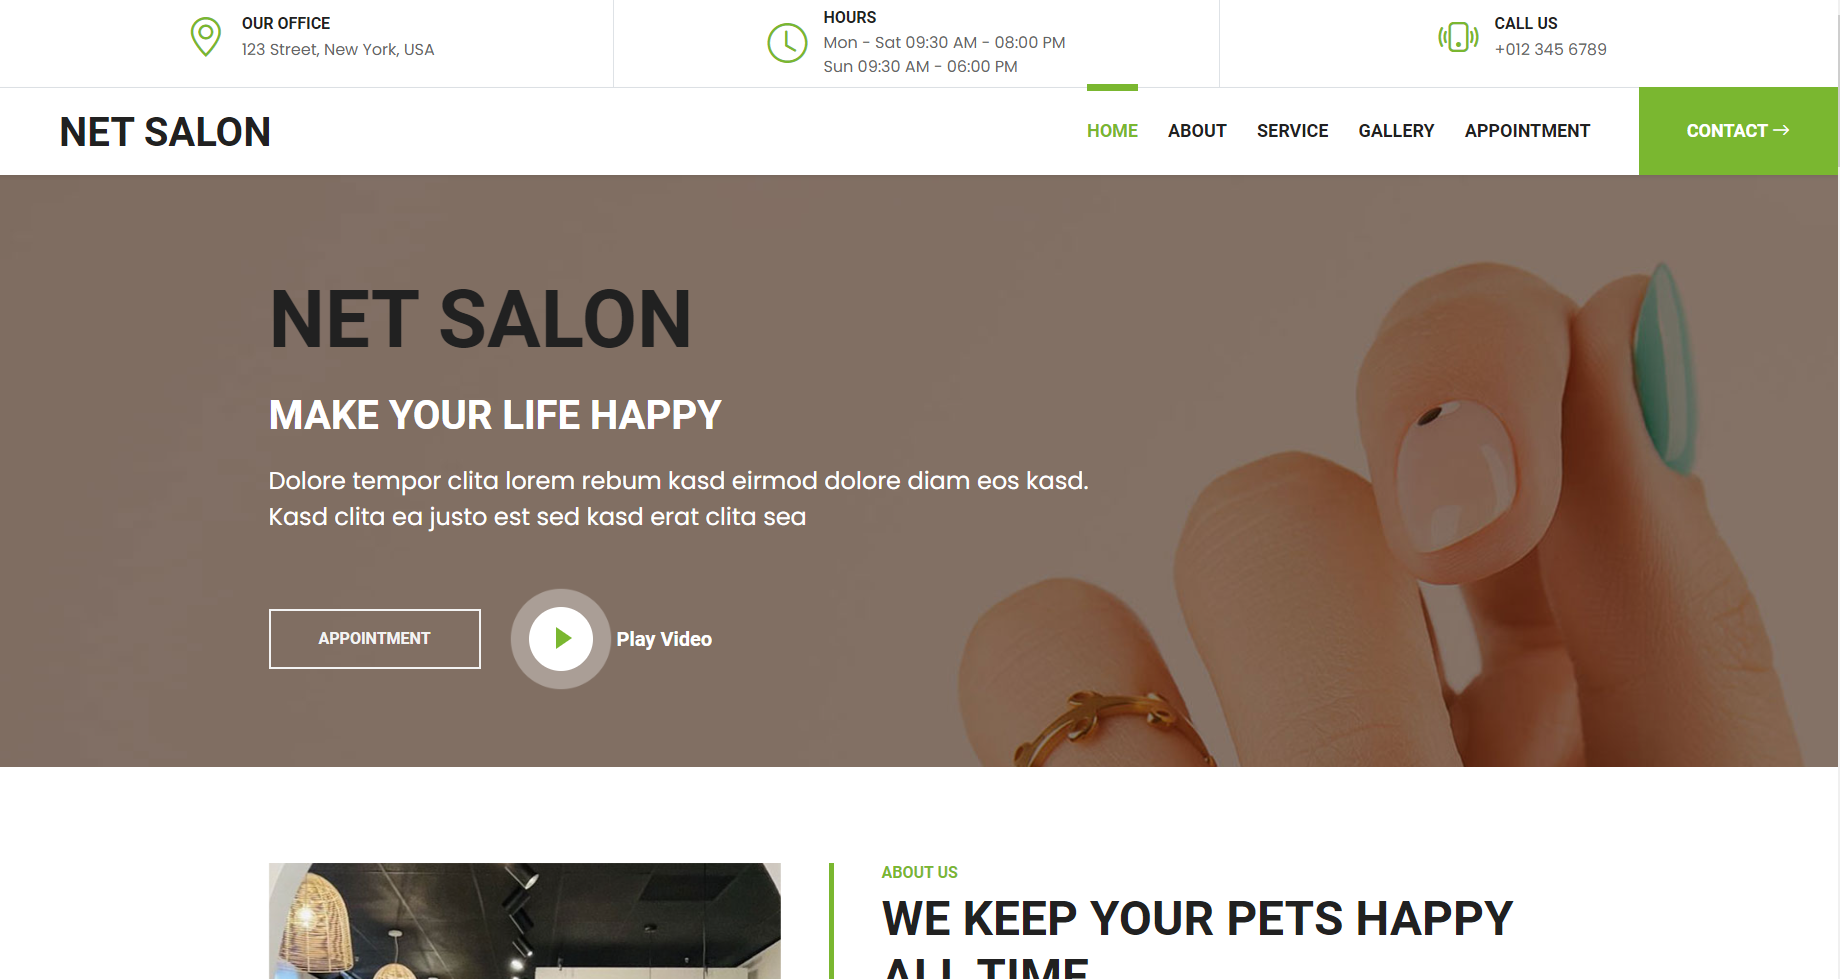 OUR OFFICE
123 Street, New York, USA
HOURS
Mon - Sat 09:30 AM - 08:00 PM
Sun 09:30 AM - 06:00 PM
CALL US
+012 345 6789
NET SALON
HOME
ABOUT
SERVICE
GALLERY
APPOINTMENT
CONTACT →
NET SALON
MAKE YOUR LIFE HAPPY
Dolore tempor clita lorem rebum kasd eirmod dolore diam eos kasd.
Kasd clita ea justo est sed kasd erat clita sea
APPOINTMENT
Play Video
ABOUT US
WE KEEP YOUR PETS HAPPY
ALL TIME